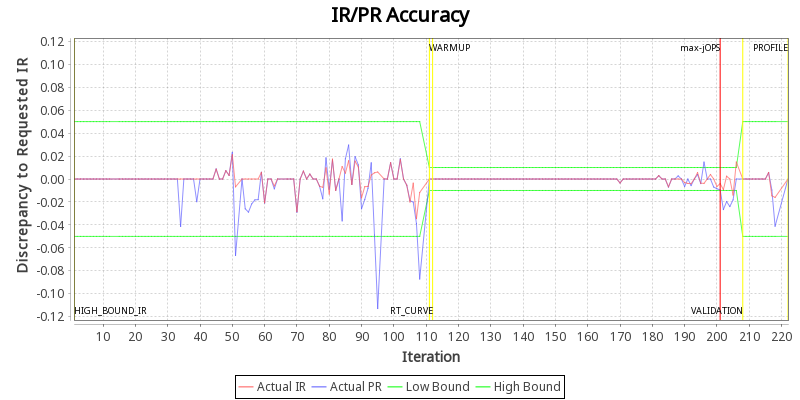 IR/PR Accuracy
Discrepancy to Requested IR
0.12
0.10
0.08
0.06
0.04
0.02
0.00
-0.02
-0.04
-0.06
-0.08
-0.10
-0.12
WARMUP
max-jOPS
PROFILE
HIGH_BOUND_IR
RT_CURVE
VALIDATION
10 20 30 40 50 60 70 80 90 100 110 120 130 140 150 160 170 180 190 200 210 220
Iteration
Actual IR Actual PR Low Bound High Bound